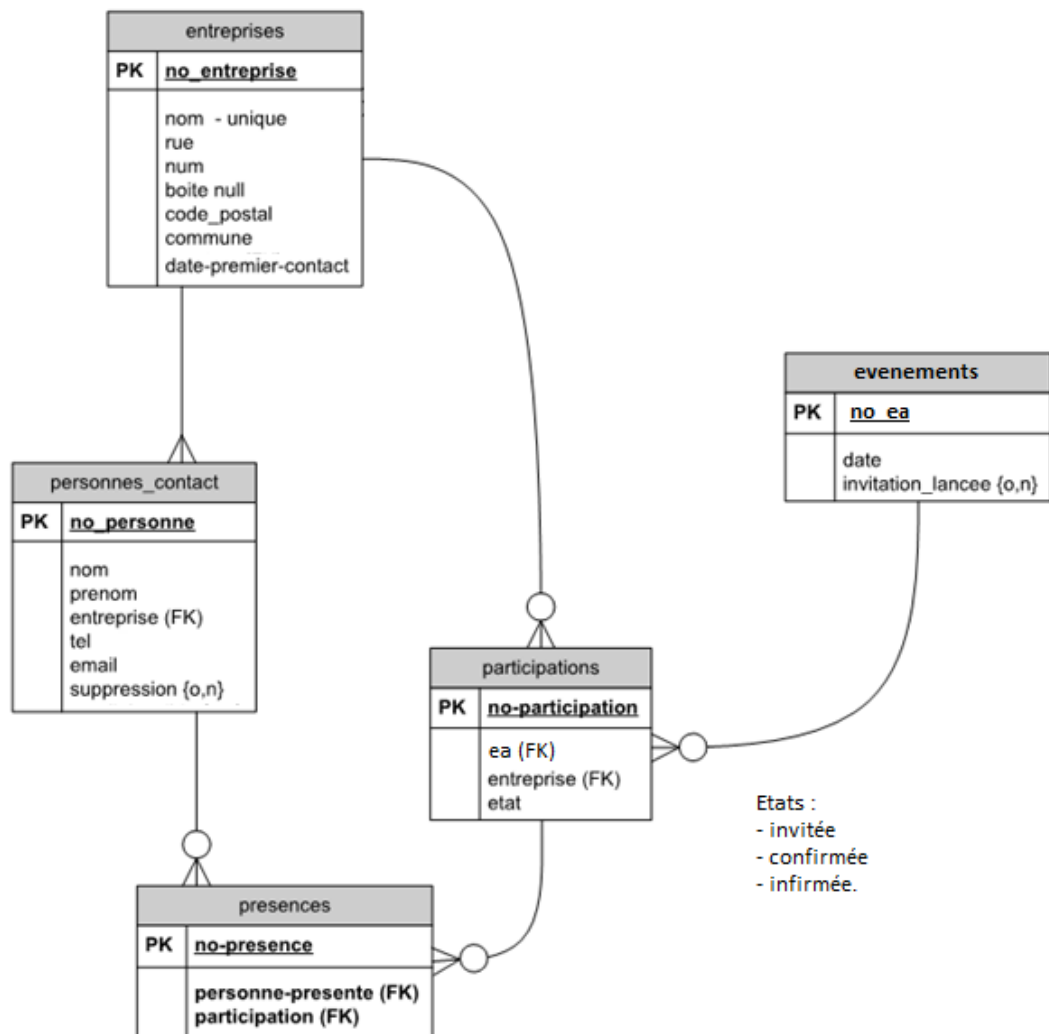 entreprises
PK no_entreprise
nom - unique
rue
num
boite null
code_postal
commune
date-premier-contact
evenements
PK no_ea
date
invitation_lancee {o,n}
personnes_contact
PK no_personne
nom
prenom
entreprise (FK)
tel
email
suppression {o,n}
participations
PK no-participation
ea (FK)
entreprise (FK)
etat
Etats :
- invitée
- confirmée
- infirmée.
presences
PK no-presence
personne-presente (FK)
participation (FK)